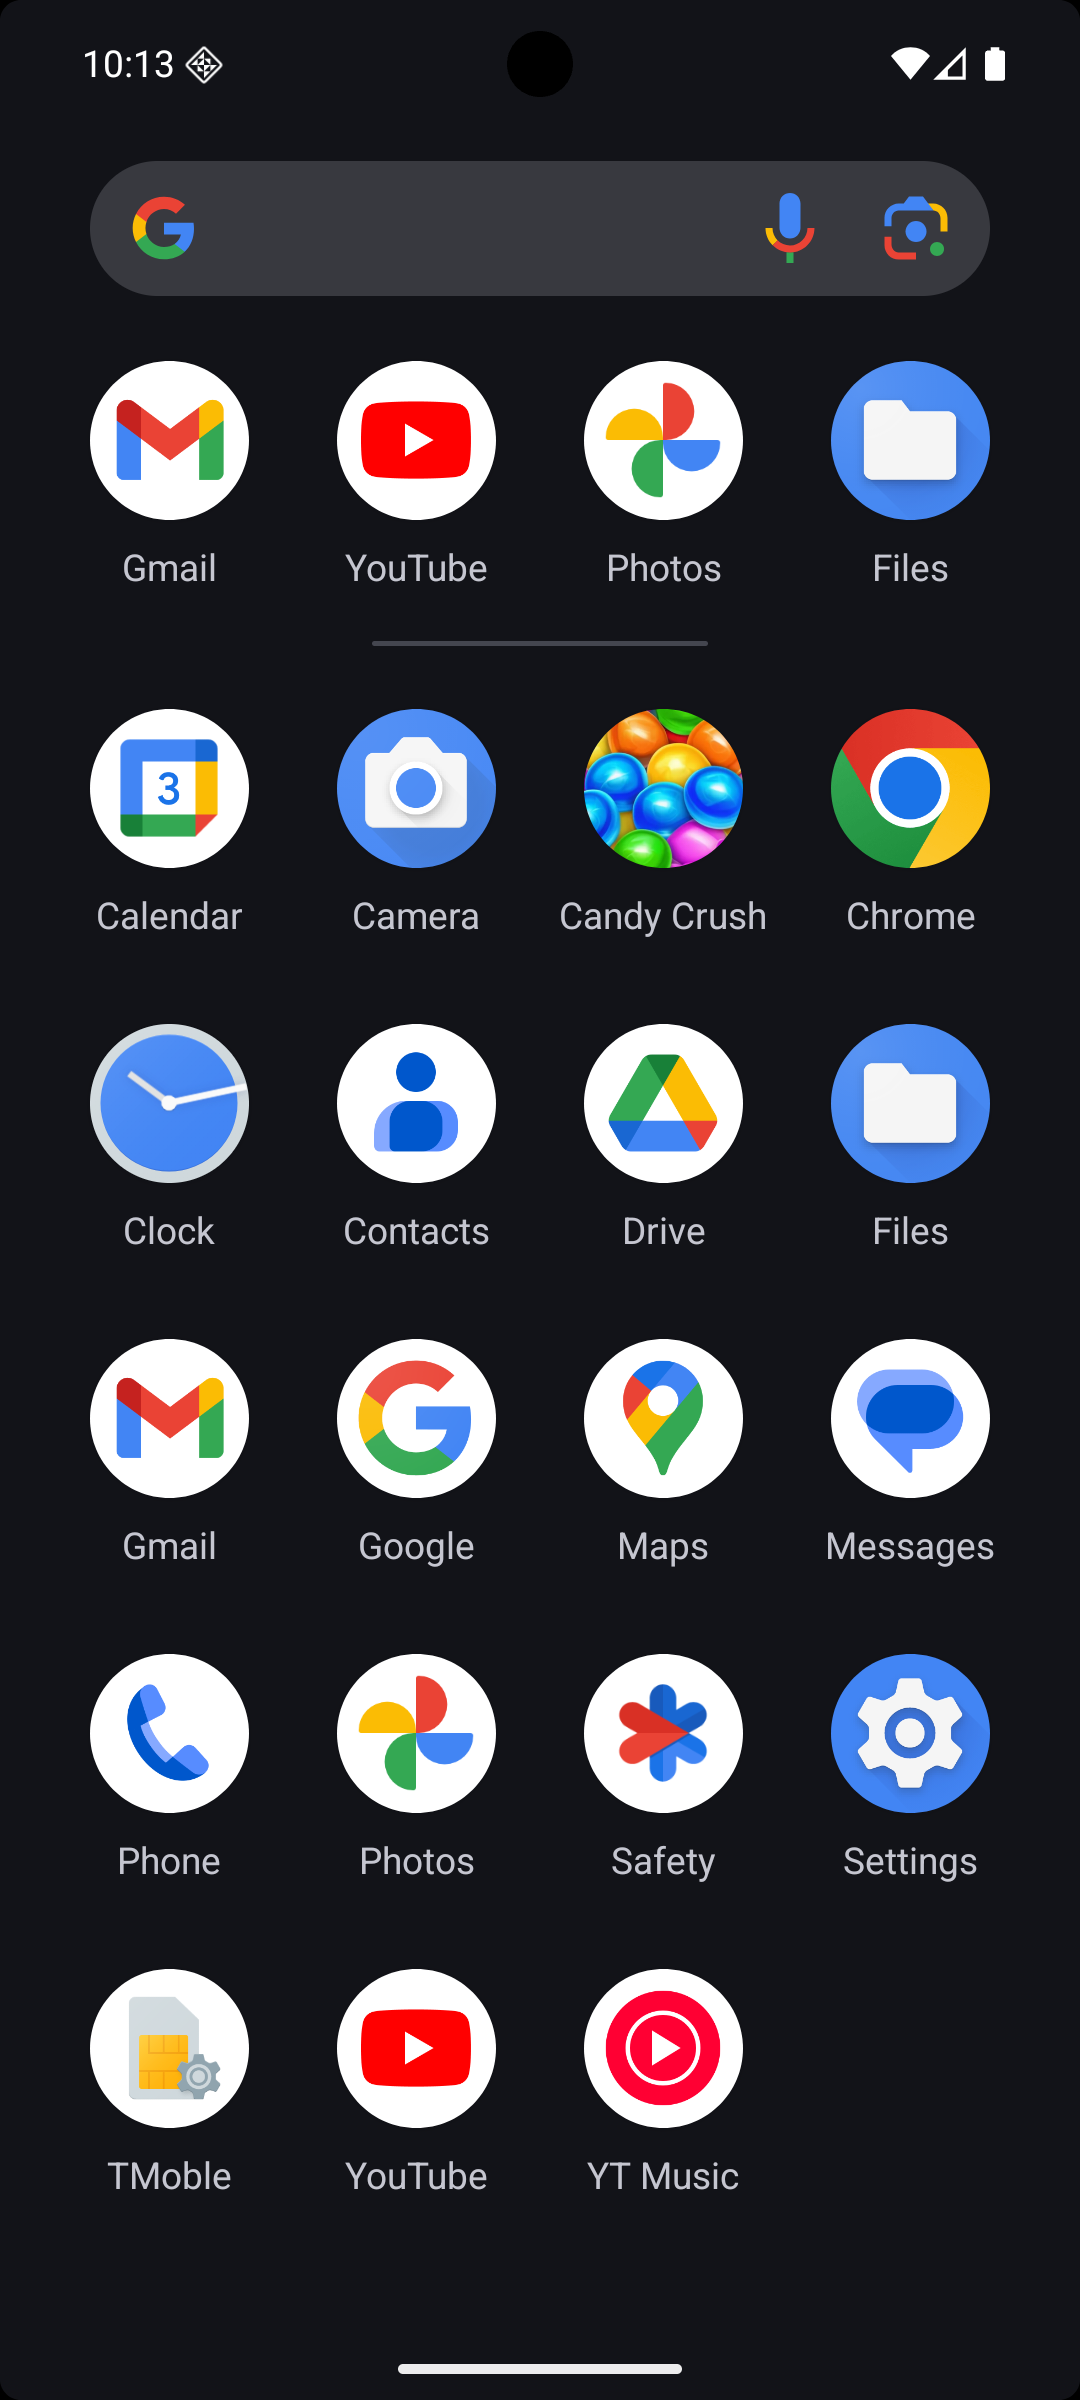 10:13
Gmail YouTube Photos Files
Calendar Camera Candy Crush Chrome
Clock Contacts Drive Files
Gmail Google Maps Messages
Phone Photos Safety Settings
TMoble YouTube YT Music